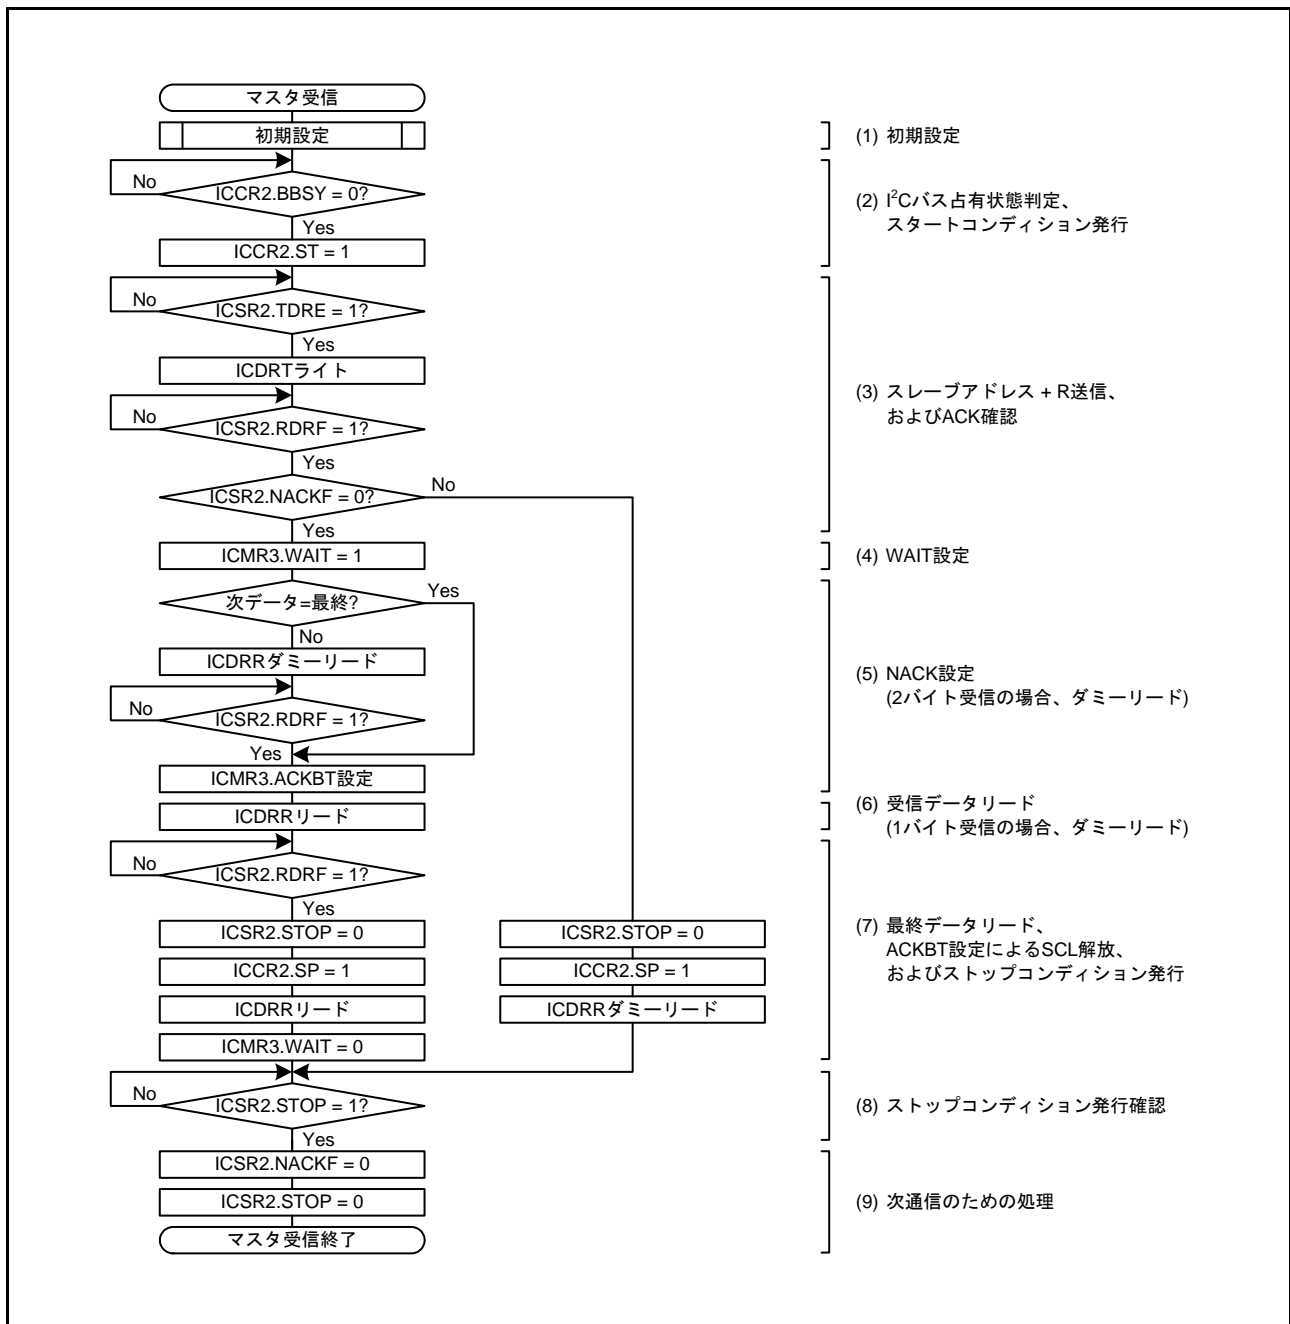 マスタ受信
初期設定
No
ICCR2.BBSY = 0?
Yes
ICCR2.ST = 1
No
ICSR2.TDRE = 1?
Yes
ICDRTライト
No
ICSR2.RDRF = 1?
Yes
ICSR2.NACKF = 0?
No
Yes
ICMR3.WAIT = 1
次データ=最終?
Yes
No
ICDRRダミーリード
No
ICSR2.RDRF = 1?
Yes
ICMR3.ACKBT設定
ICDRRリード
No
ICSR2.RDRF = 1?
Yes
ICSR2.STOP = 0
ICCR2.SP = 1
ICDRRリード
ICMR3.WAIT = 0
ICSR2.STOP = 0
ICCR2.SP = 1
ICDRRダミーリード
No
ICSR2.STOP = 1?
Yes
ICSR2.NACKF = 0
ICSR2.STOP = 0
マスタ受信終了
(1) 初期設定
(2) I²Cバス占有状態判定、
スタートコンディション発行
(3) スレーブアドレス + R送信、
およびACK確認
(4) WAIT設定
(5) NACK設定
(2バイト受信の場合、ダミーリード)
(6) 受信データリード
(1バイト受信の場合、ダミーリード)
(7) 最終データリード、
ACKBT設定によるSCL解放、
およびストップコンディション発行
(8) ストップコンディション発行確認
(9) 次通信のための処理